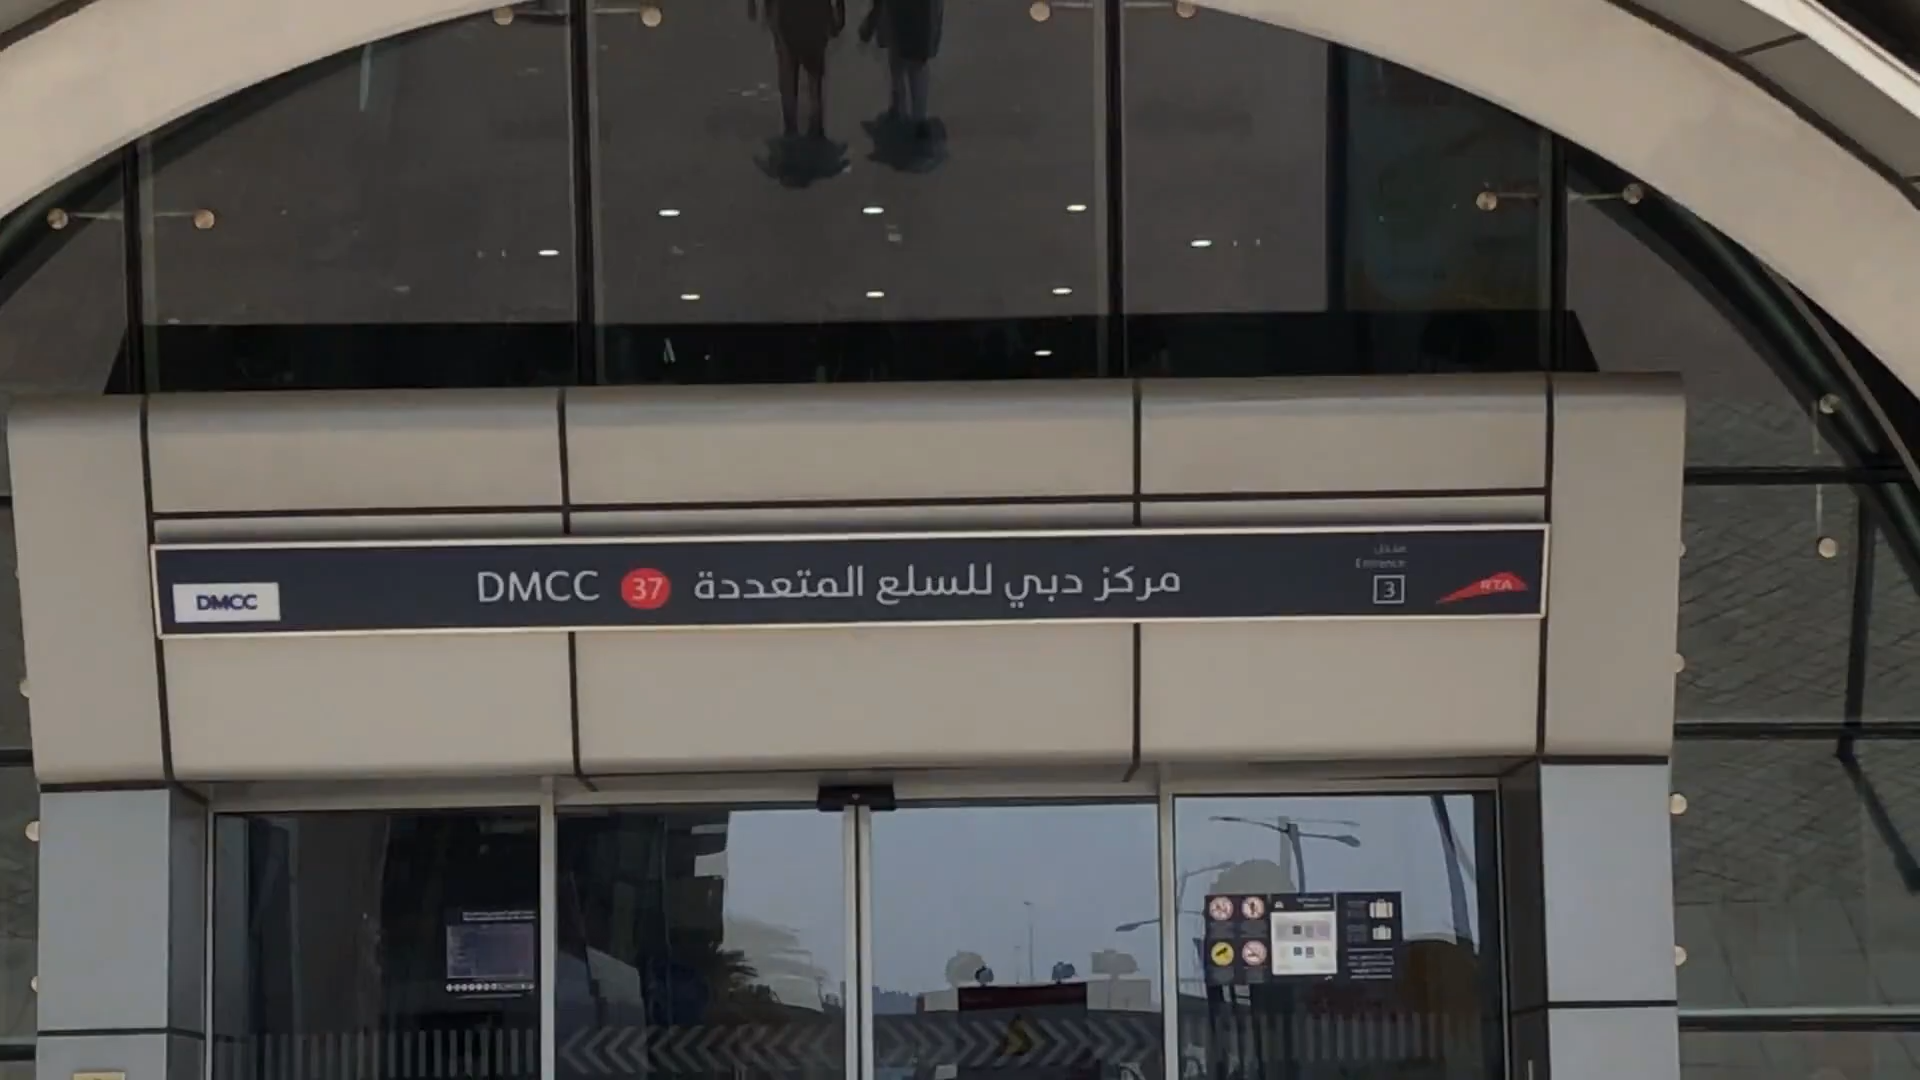 DMCC
DMCC 37 مركز دبي للسلع المتعددة
مدخل
Entrance
3
RTA